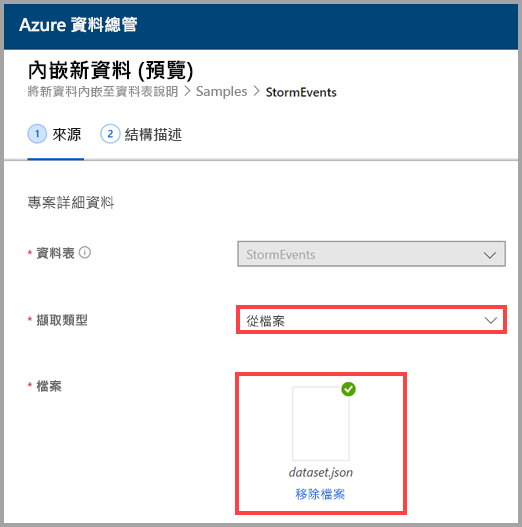 Azure 資料總管
內嵌新資料 (預覽)
將新資料內嵌至資料表說明 > Samples > StormEvents
1 來源 2 結構描述
專案詳細資料
* 資料表 StormEvents
* 擷取類型 從檔案
* 檔案
dataset.json
移除檔案